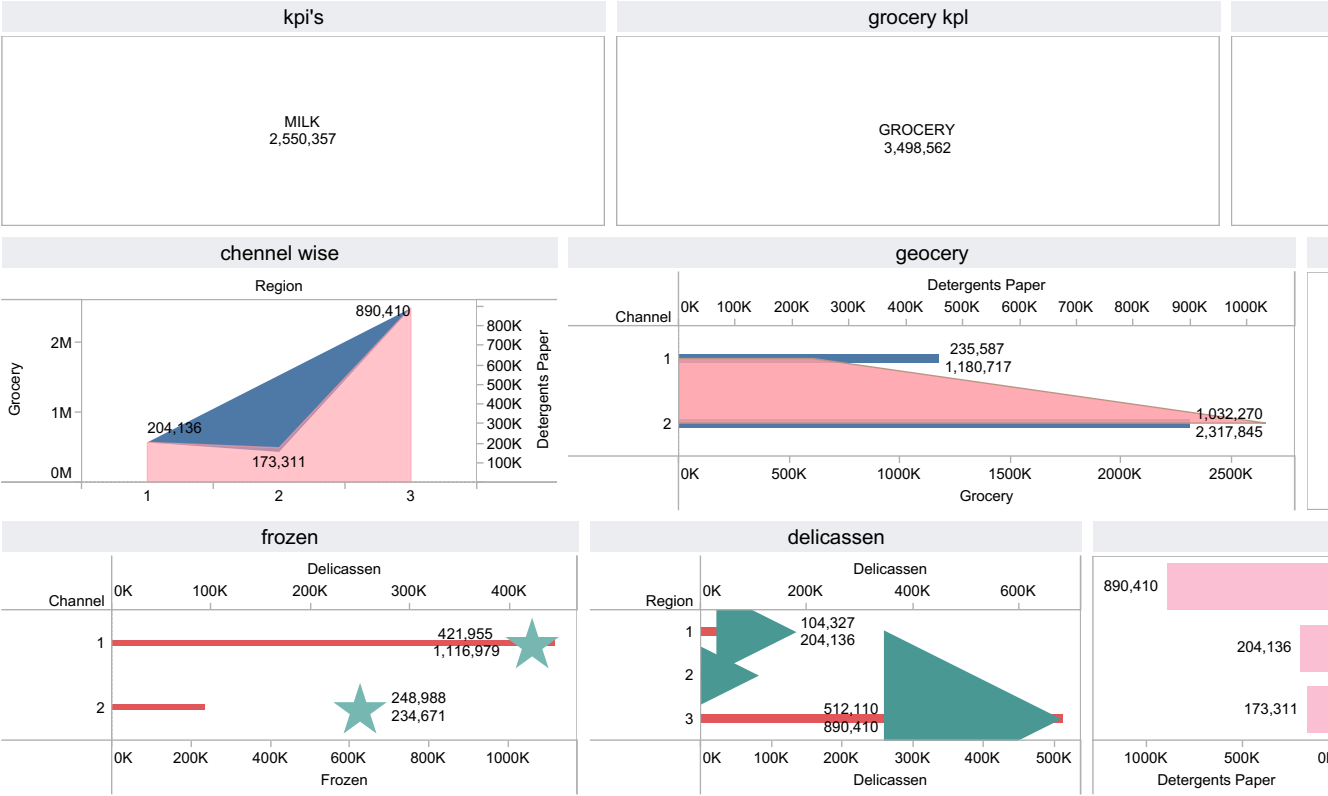 kpi's
grocery kpl
MILK
2,550,357
GROCERY
3,498,562
chennel wise
geocery
Region
890,410
204,136
173,311
2M
1M
0M
Grocery
800K
700K
600K
500K
400K
300K
200K
100K
Detergents Paper
1
2
3
Detergents Paper
Channel
0K 100K 200K 300K 400K 500K 600K 700K 800K 900K 1000K
1
235,587
1,180,717
2
1,032,270
2,317,845
0K 500K 1000K 1500K 2000K 2500K
Grocery
frozen
delicassen
Delicassen
Channel
0K 100K 200K 300K 400K
1
421,955
1,116,979
2
248,988
234,671
0K 200K 400K 600K 800K 1000K
Frozen
Delicassen
Region
0K 200K 400K 600K
1
104,327
204,136
2
3
512,110
890,410
0K 100K 200K 300K 400K 500K
Delicassen
890,410
204,136
173,311
1000K 500K
Detergents Paper